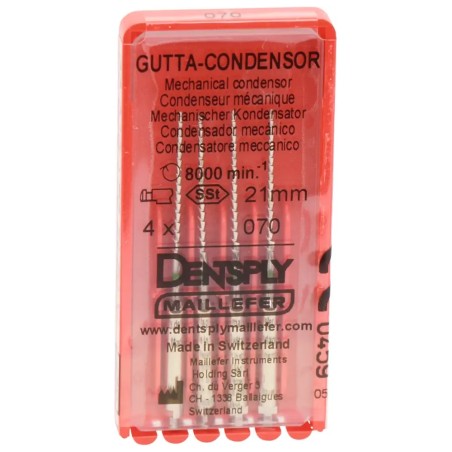 070
GUTTA-CONDENSOR
Mechanical condensor
Condenseur mécanique
Mechanischer Kondensator
Condensador mecánico
Condensatore meccanico
8000 min.-1
SSt 21mm
4 x 070
DENTSPLY
MAILLEFER
www.dentsplymaillefer.com
Made In Switzerland
Maillefer Instruments
Holding Sàrl
Ch. du Verger 3
CH - 1338 Ballaigues
Switzerland
0459
05